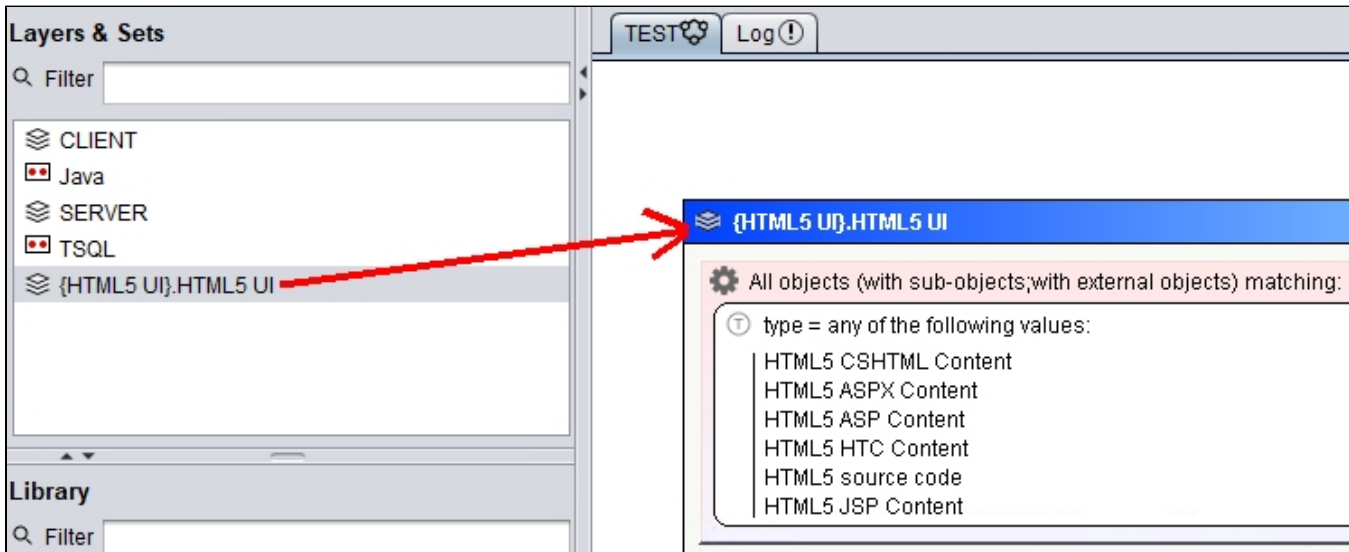 Layers & Sets
Filter
CLIENT
Java
SERVER
TSQL
{HTML5 UI}.HTML5 UI
Library
Filter
TEST
Log
{HTML5 UI}.HTML5 UI
All objects (with sub-objects;with external objects) matching:
T type = any of the following values:
HTML5 CSHTML Content
HTML5 ASPX Content
HTML5 ASP Content
HTML5 HTC Content
HTML5 source code
HTML5 JSP Content